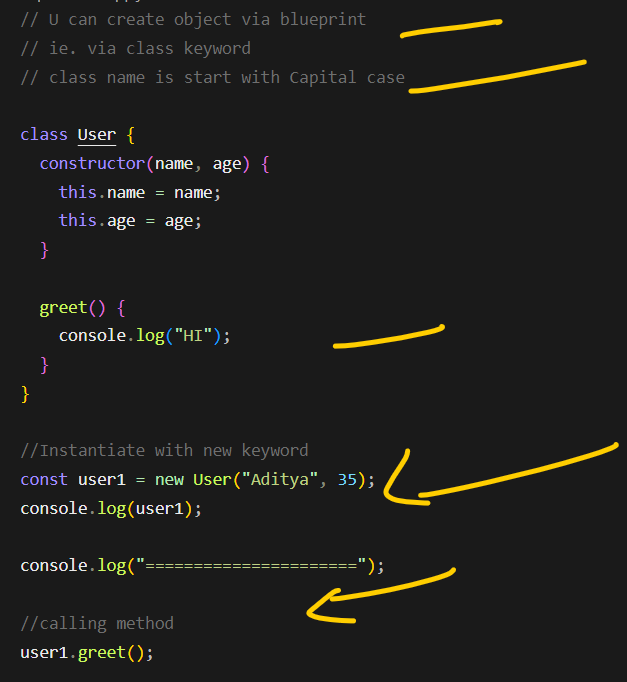 // U can create object via blueprint
// ie. via class keyword
// class name is start with Capital case
class User {
constructor(name, age) {
this.name = name;
this.age = age;
}
greet() {
console.log("HI");
}
}
//Instantiate with new keyword
const user1 = new User("Aditya", 35);
console.log(user1);
console.log("======================");
//calling method
user1.greet();